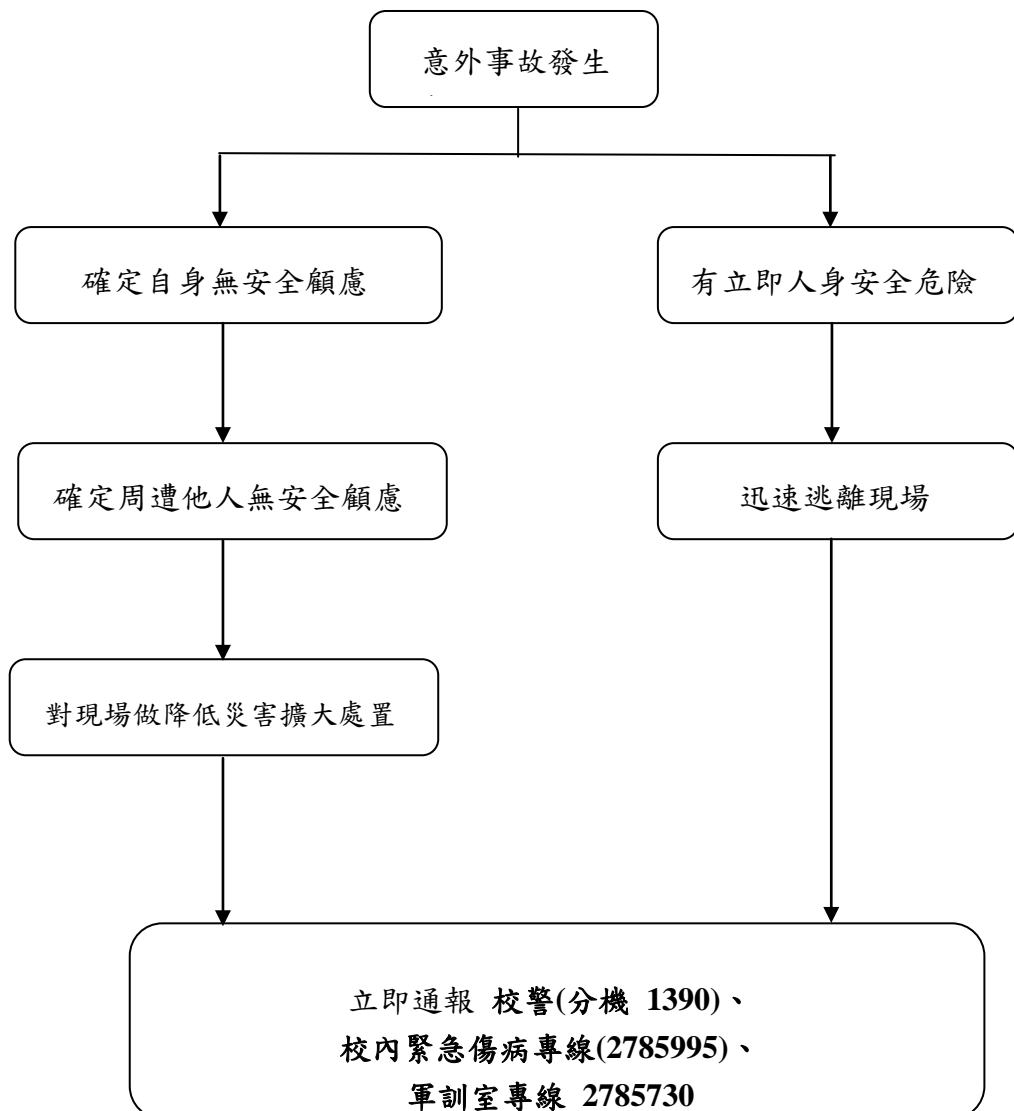 意外事故發生
確定自身無安全顧慮
有立即人身安全危險
確定周遭他人無安全顧慮
迅速逃離現場
對現場做降低災害擴大處置
立即通報 校警(分機 1390)、
校內緊急傷病專線(2785995)、
軍訓室專線 2785730